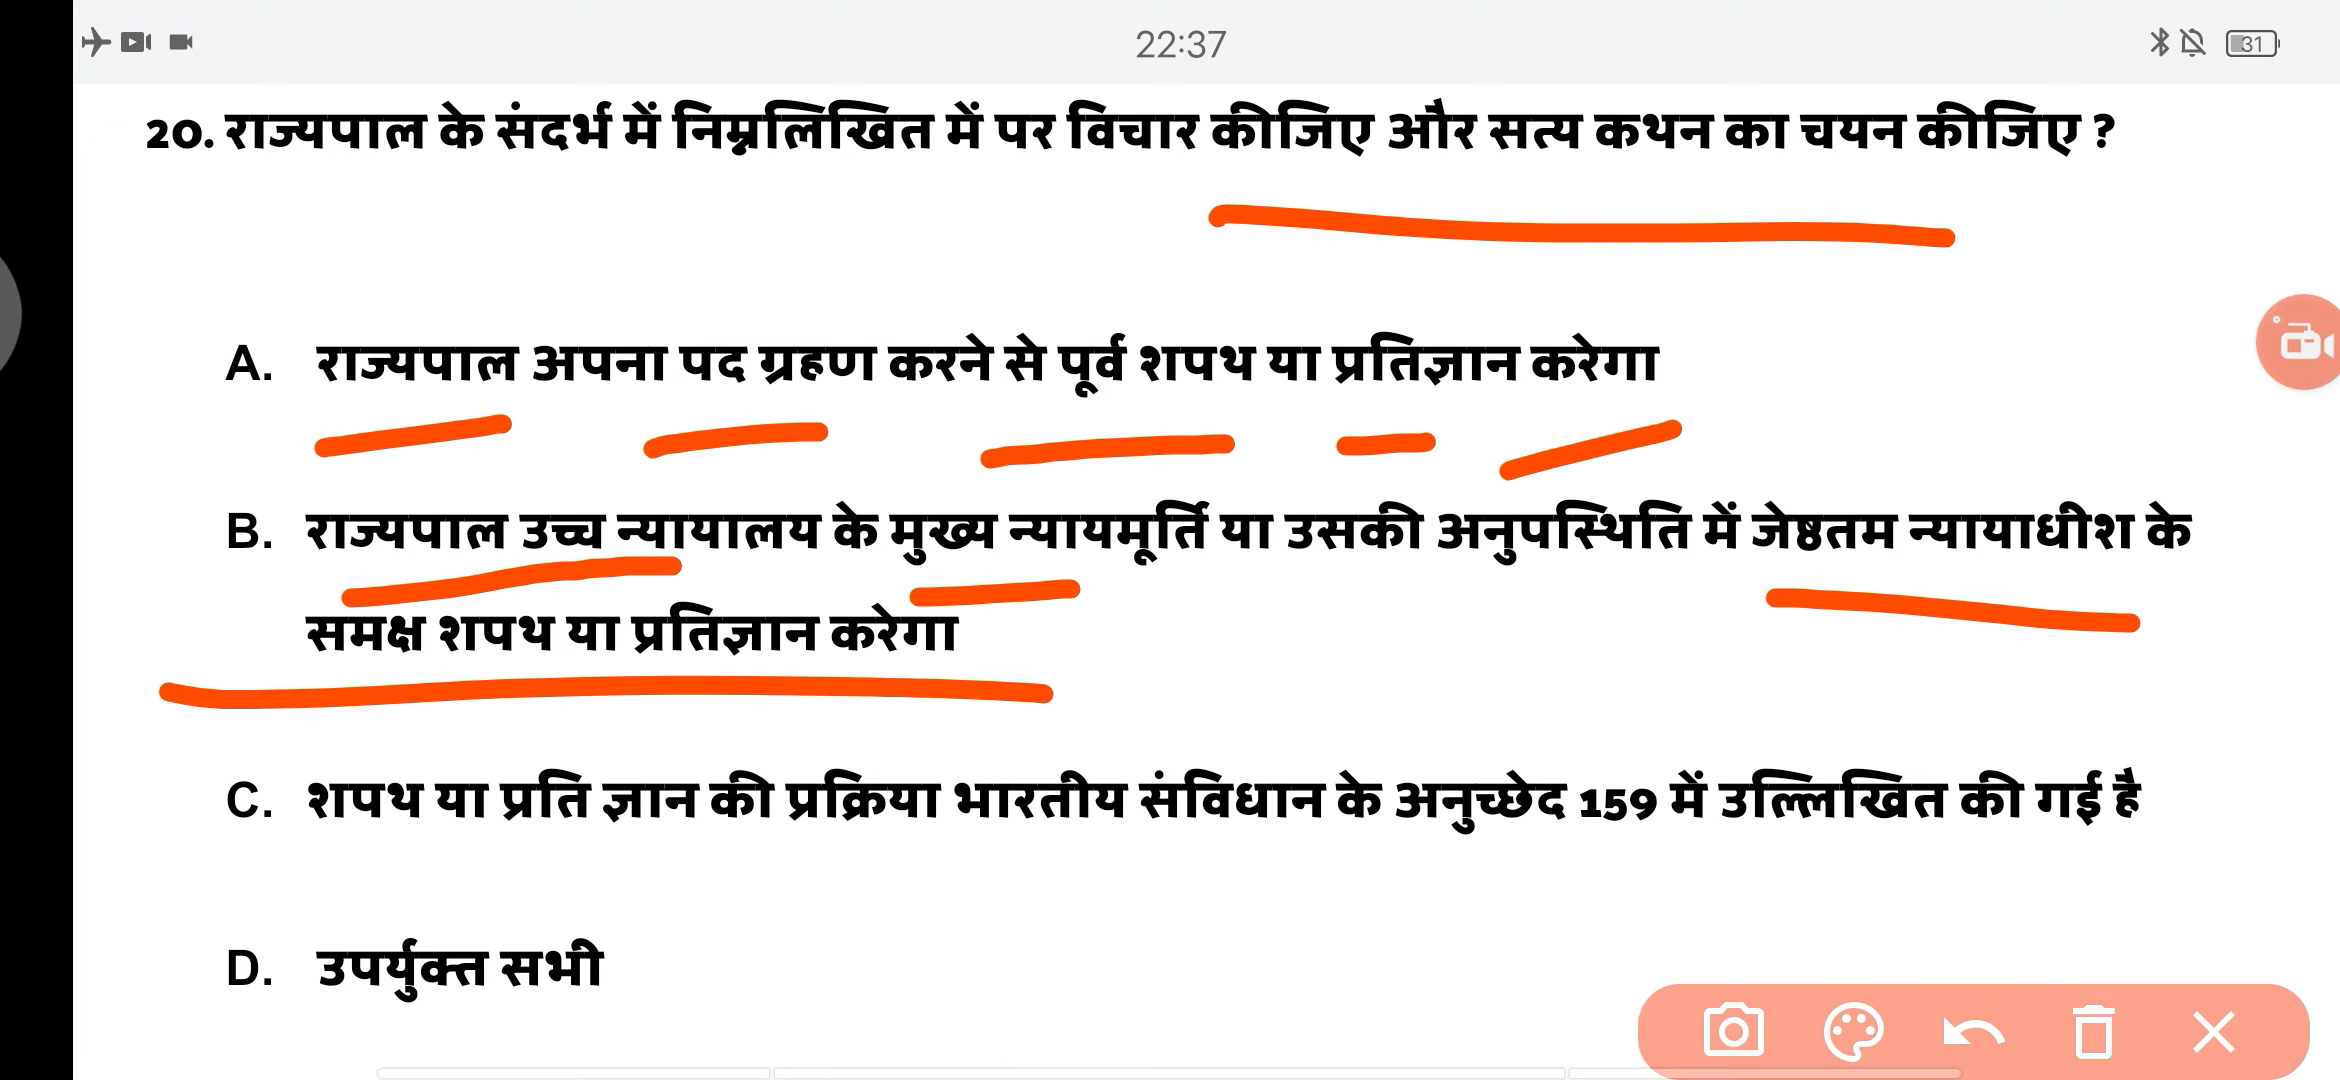 22:37
31
20. राज्यपाल के संदर्भ में निम्नलिखित में पर विचार कीजिए और सत्य कथन का चयन कीजिए ?
A. राज्यपाल अपना पद ग्रहण करने से पूर्व शपथ या प्रतिज्ञान करेगा
B. राज्यपाल उच्च न्यायालय के मुख्य न्यायमूर्ति या उसकी अनुपस्थिति में जेष्ठतम न्यायाधीश के
समक्ष शपथ या प्रतिज्ञान करेगा
C. शपथ या प्रति ज्ञान की प्रक्रिया भारतीय संविधान के अनुच्छेद 159 में उल्लिखित की गई है
D. उपर्युक्त सभी